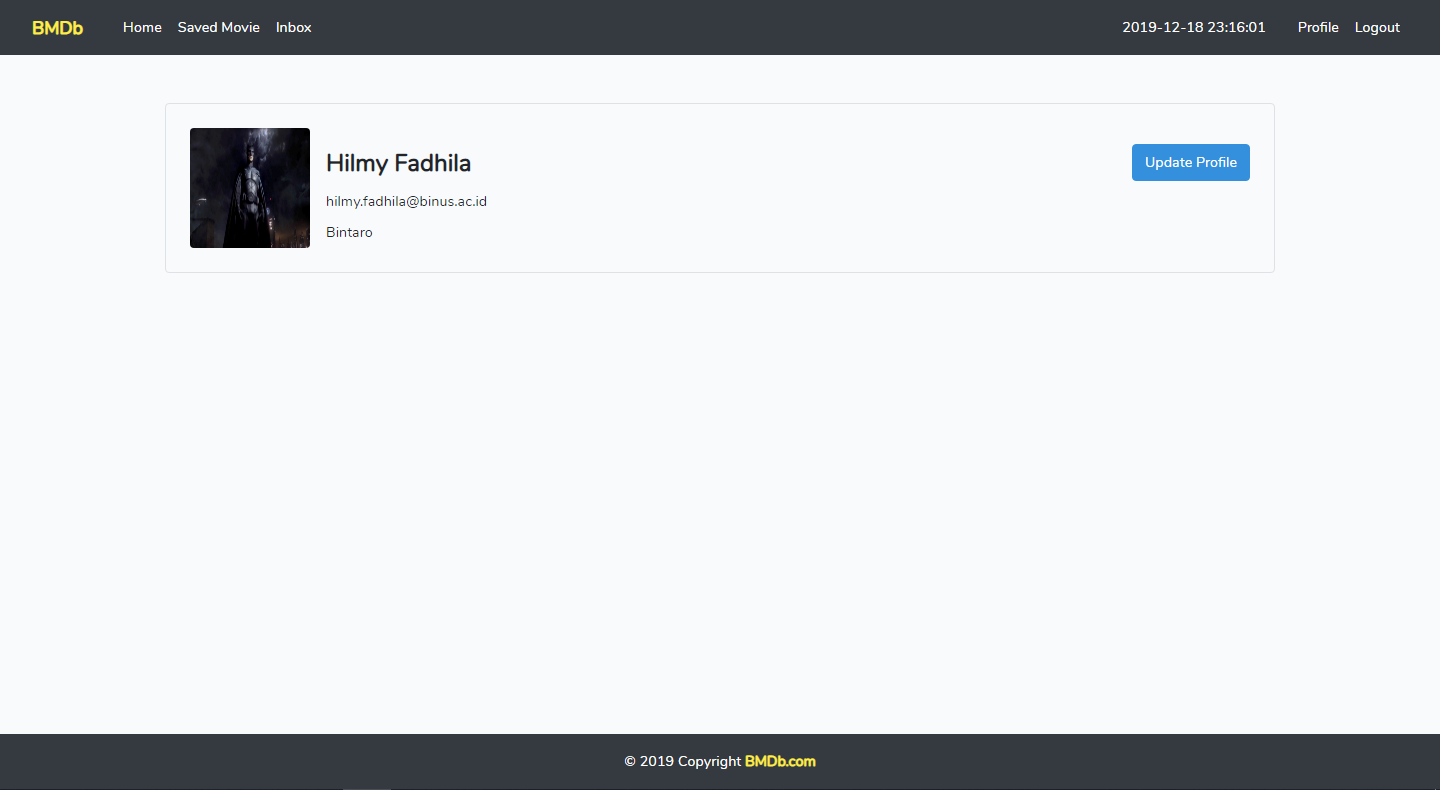 BMDb Home Saved Movie Inbox 2019-12-18 23:16:01 Profile Logout
Hilmy Fadhila
Update Profile
hilmy.fadhila@binus.ac.id
Bintaro
© 2019 Copyright BMDb.com